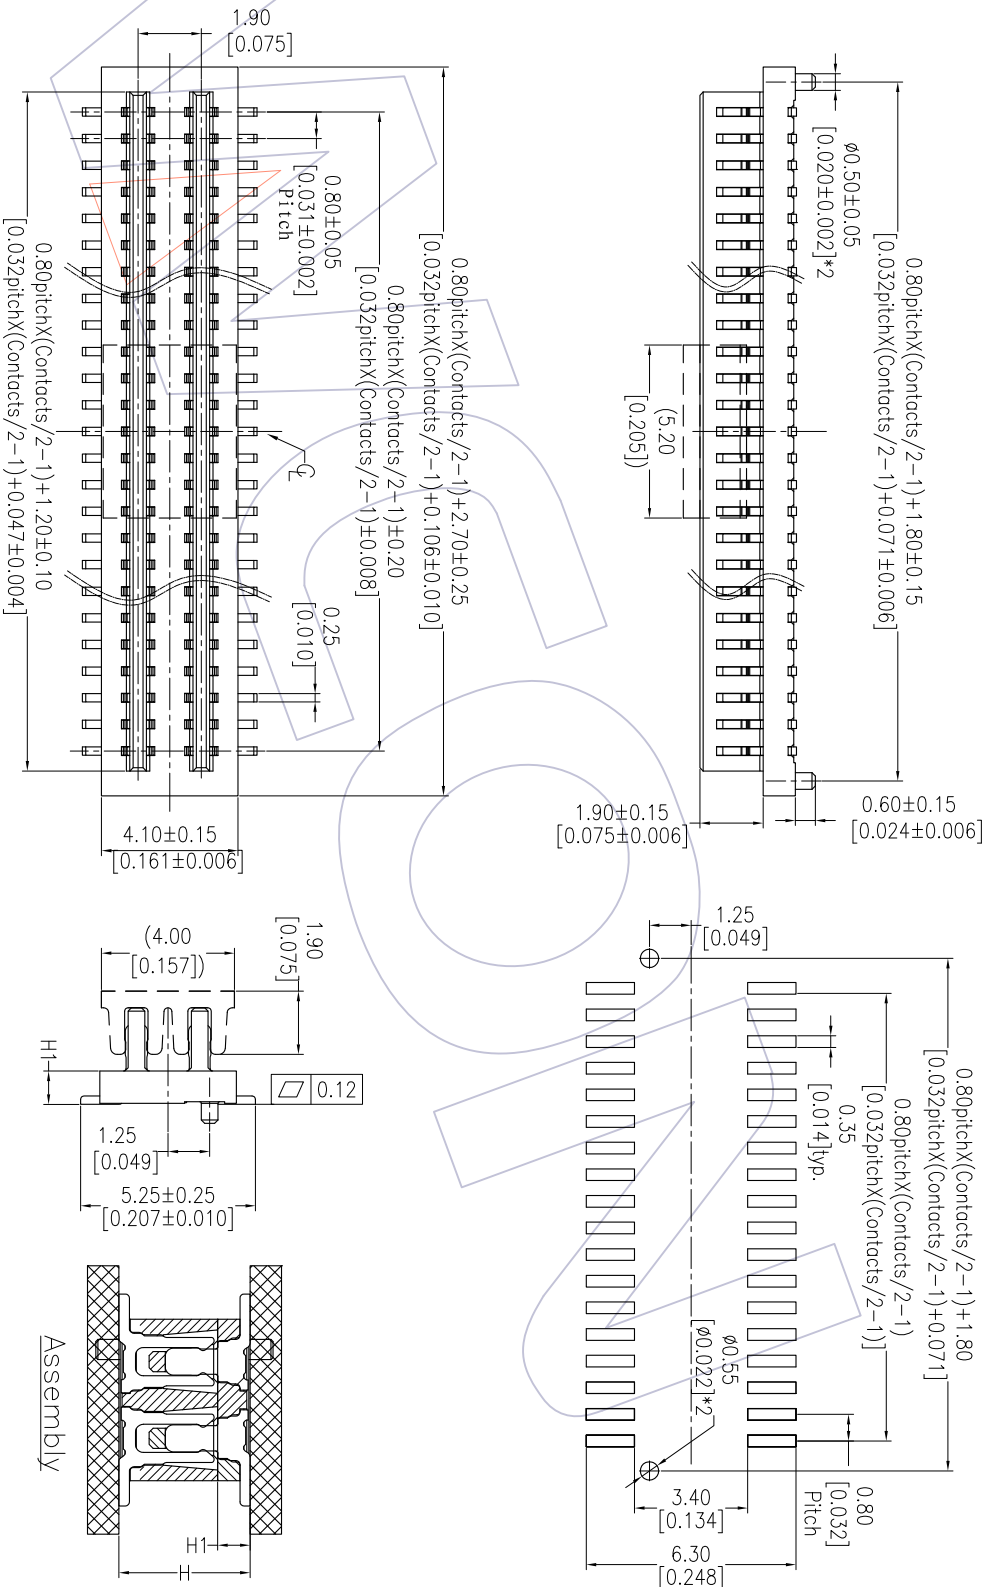 1.90
[0.075]
0.80±0.05
[0.031±0.002]
Pitch
0.80pitchX(Contacts/2-1)+2.70±0.25
[0.032pitchX(Contacts/2-1)+0.106±0.010]
0.80pitchX(Contacts/2-1)±0.20
[0.032pitchX(Contacts/2-1)±0.008]
0.80pitchX(Contacts/2-1)+1.20±0.10
[0.032pitchX(Contacts/2-1)+0.047±0.004]
CL
0.25
[0.010]
4.10±0.15
[0.161±0.006]
ø0.50±0.05
[0.020±0.002]*2
0.80pitchX(Contacts/2-1)+1.80±0.15
[0.032pitchX(Contacts/2-1)+0.071±0.006]
(5.20
[0.205])
1.90±0.15
[0.075±0.006]
0.60±0.15
[0.024±0.006]
1.25
[0.049]
0.80pitchX(Contacts/2-1)+1.80
[0.032pitchX(Contacts/2-1)+0.071]
0.80pitchX(Contacts/2-1)
[0.032pitchX(Contacts/2-1)]
0.35
[0.014]typ.
ø0.55
[ø0.022]*2
0.80
[0.032]
Pitch
3.40
[0.134]
6.30
[0.248]
(4.00
[0.157])
1.90
[0.075]
H1
0.12
1.25
[0.049]
5.25±0.25
[0.207±0.010]
H1
H
Assembly